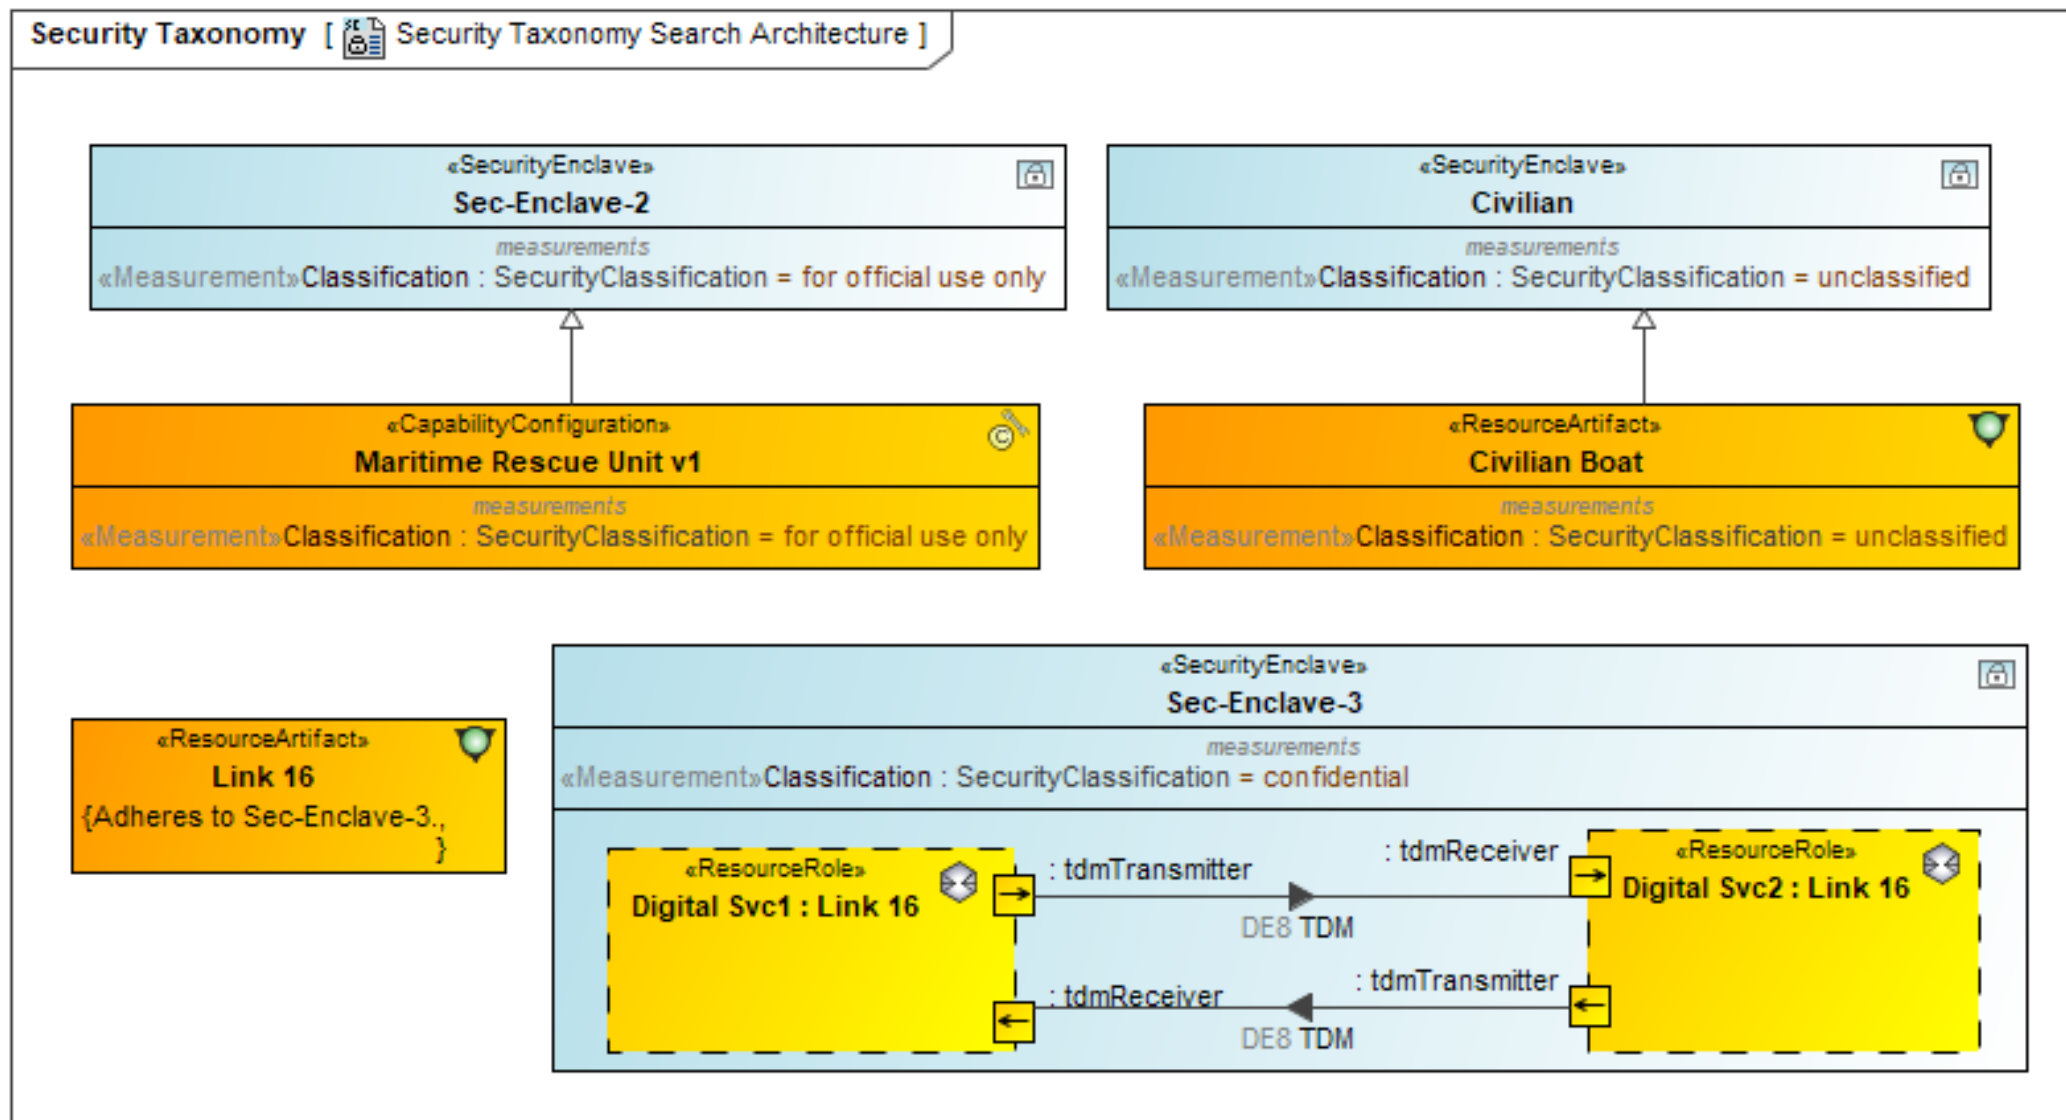 Security Taxonomy [ Security Taxonomy Search Architecture ]
«SecurityEnclave»
Sec-Enclave-2
measurements
«Measurement»Classification : SecurityClassification = for official use only
«SecurityEnclave»
Civilian
measurements
«Measurement»Classification : SecurityClassification = unclassified
«CapabilityConfiguration»
Maritime Rescue Unit v1
measurements
«Measurement»Classification : SecurityClassification = for official use only
«ResourceArtifact»
Civilian Boat
measurements
«Measurement»Classification : SecurityClassification = unclassified
«ResourceArtifact»
Link 16
{Adheres to Sec-Enclave-3.,
}
«SecurityEnclave»
Sec-Enclave-3
measurements
«Measurement»Classification : SecurityClassification = confidential
«ResourceRole»
Digital Svc1 : Link 16
: tdmTransmitter
: tdmReceiver
DE8 TDM
«ResourceRole»
Digital Svc2 : Link 16
: tdmReceiver
: tdmTransmitter
DE8 TDM